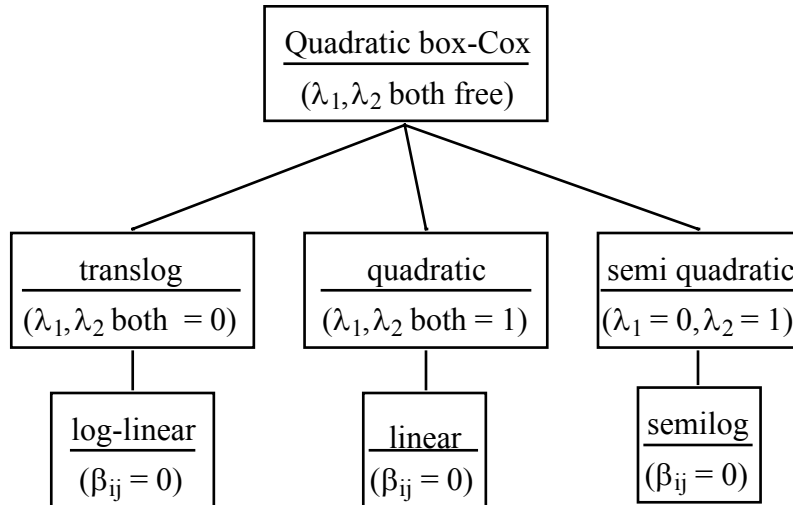 Quadratic box-Cox
(λ₁,λ₂ both free)
translog
(λ₁,λ₂ both = 0)
quadratic
(λ₁,λ₂ both = 1)
semi quadratic
(λ₁ = 0,λ₂ = 1)
log-linear
(βᵢⱼ = 0)
linear
(βᵢⱼ = 0)
semilog
(βᵢⱼ = 0)